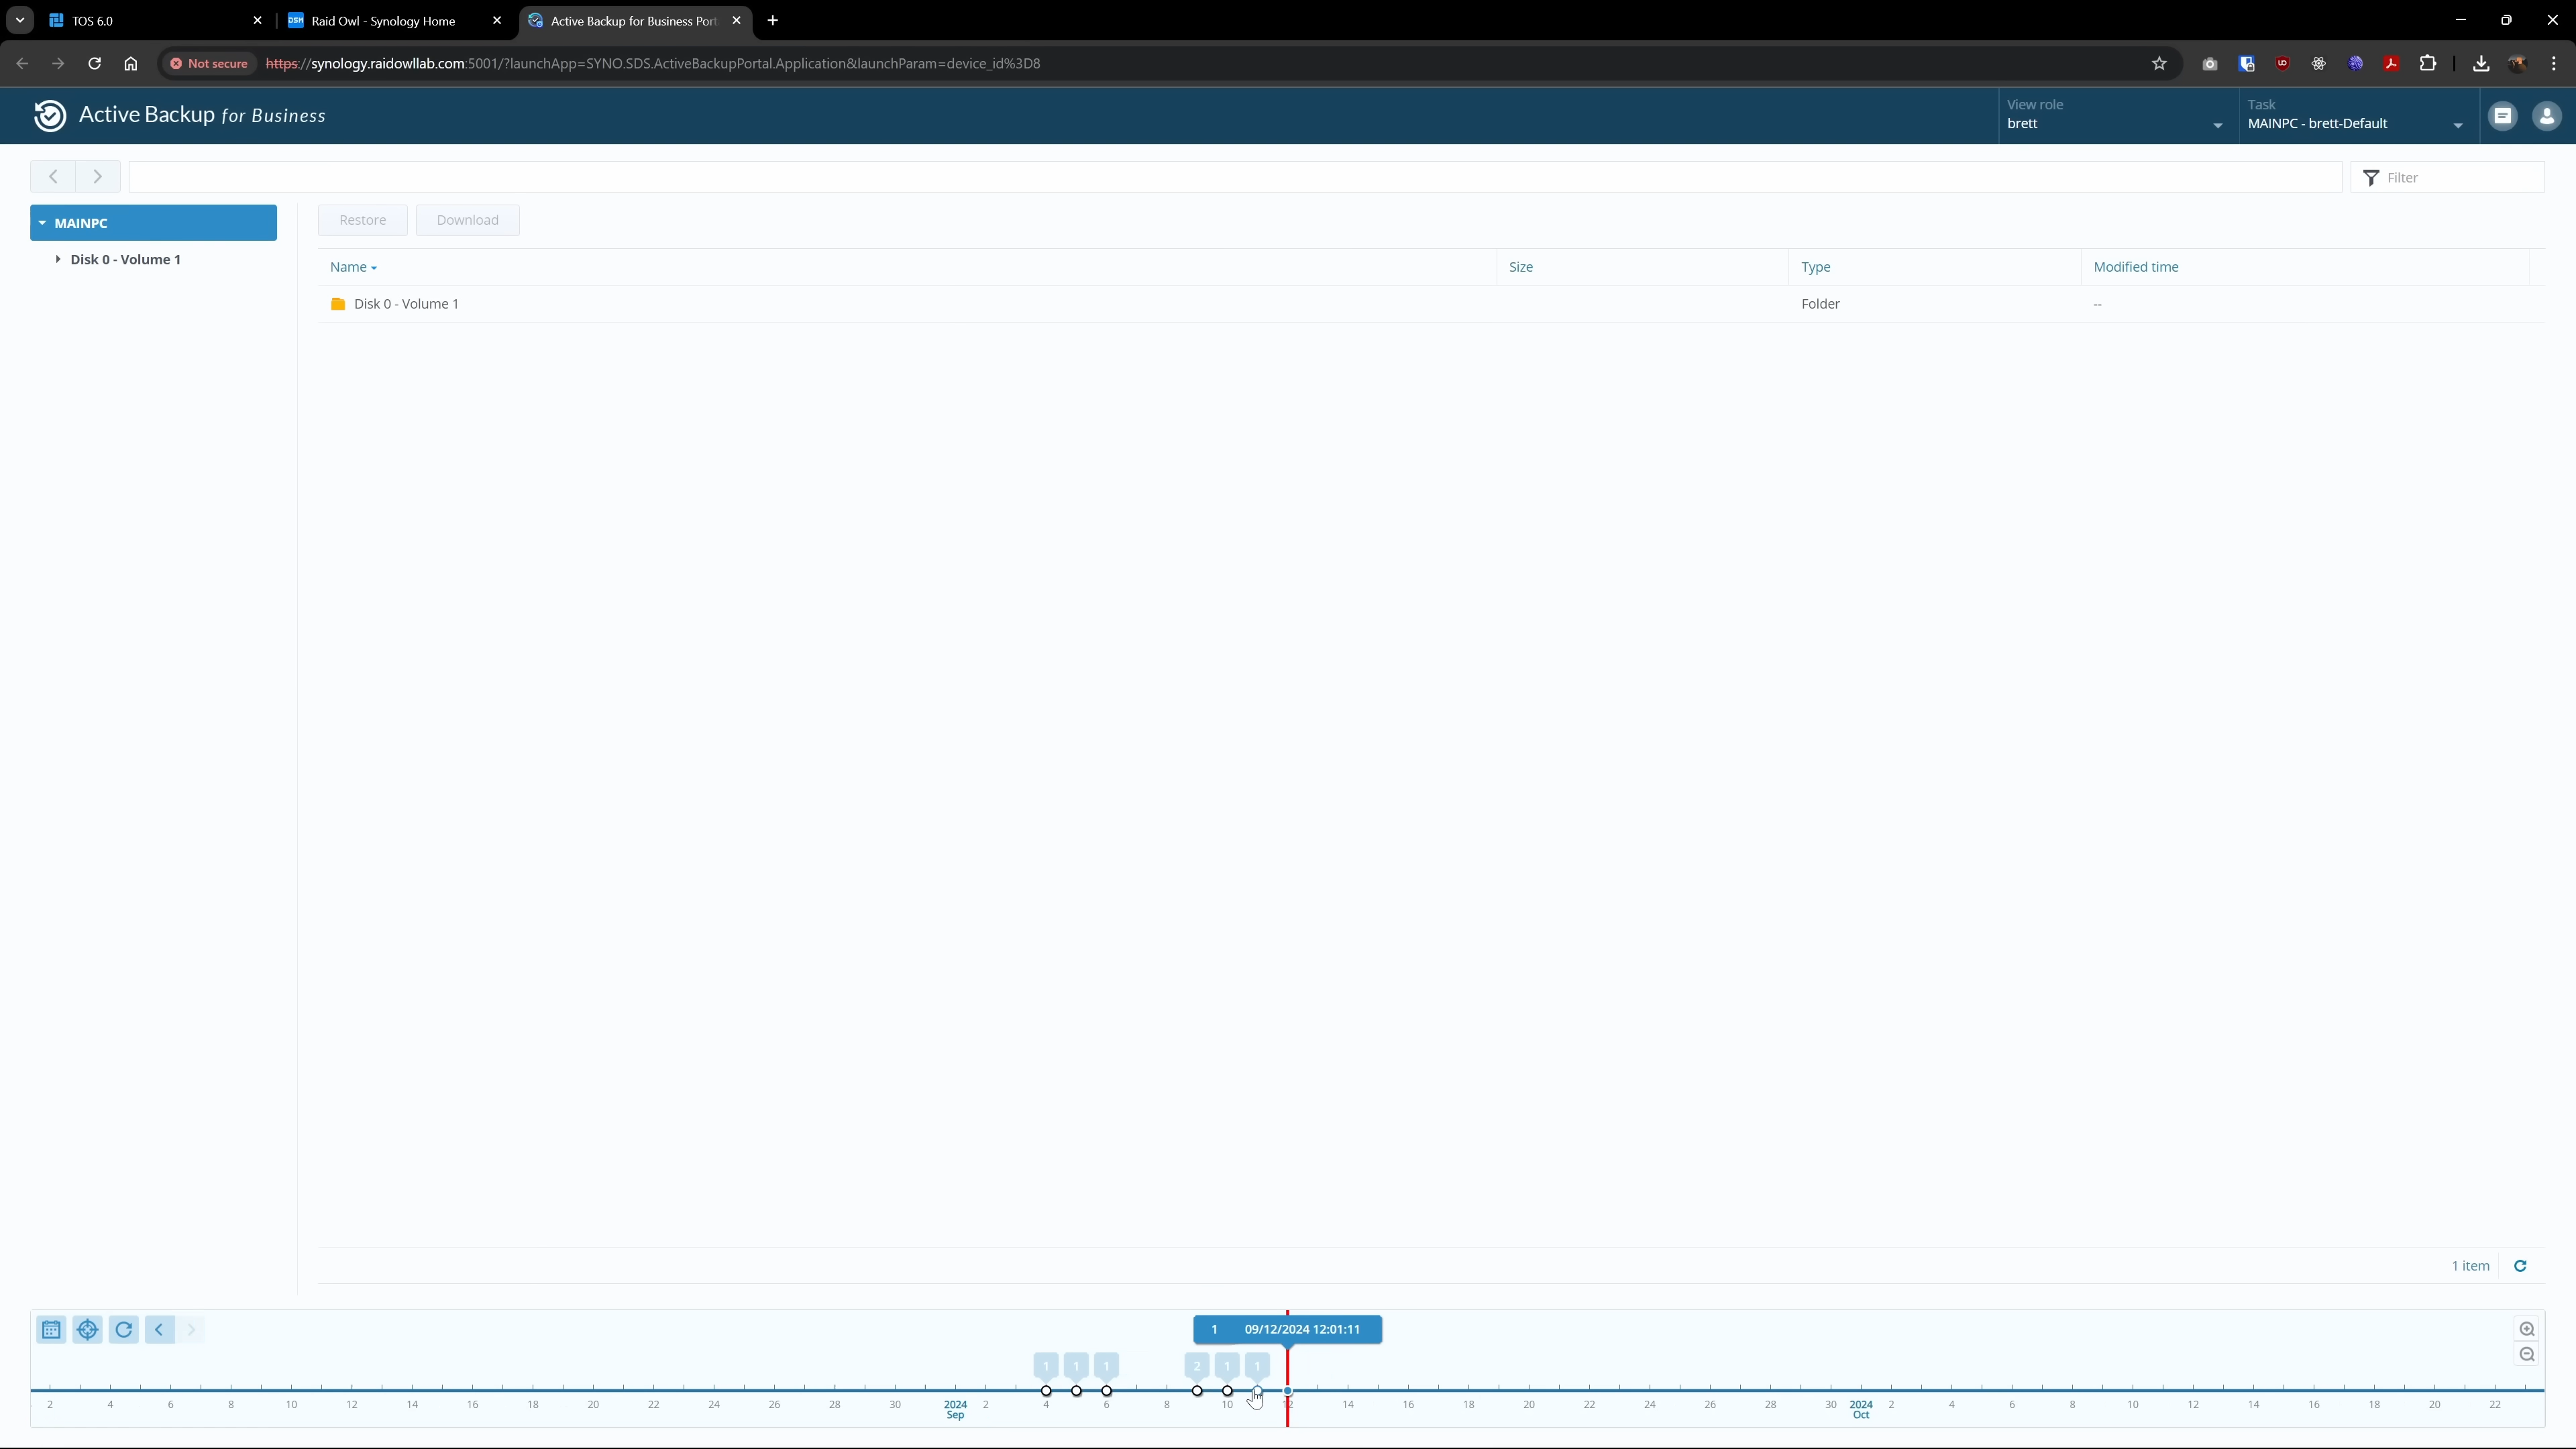 TOS 6.0
DSM
Raid Owl - Synology Home
Active Backup for Business Port
Not secure
https://synology.raidowllab.com:5001/?launchApp=SYNO.SDS.ActiveBackupPortal.Application&launchParam=device_id%3D8
Active Backup for Business
View role
brett
Task
MAINPC - brett-Default
Filter
MAINPC
Disk 0 - Volume 1
Restore
Download
Name
Size
Type
Modified time
Disk 0 - Volume 1
Folder
--
1 item
1 09/12/2024 12:01:11
1 1 1 2 1 1
2 4 6 8 10 12 14 16 18 20 22 24 26 28 30 2024 2 4 6 8 10 12 14 16 18 20 22 24 26 28 30 2024 2 4 6 8 10 12 14 16 18 20 22
Sep
Oct